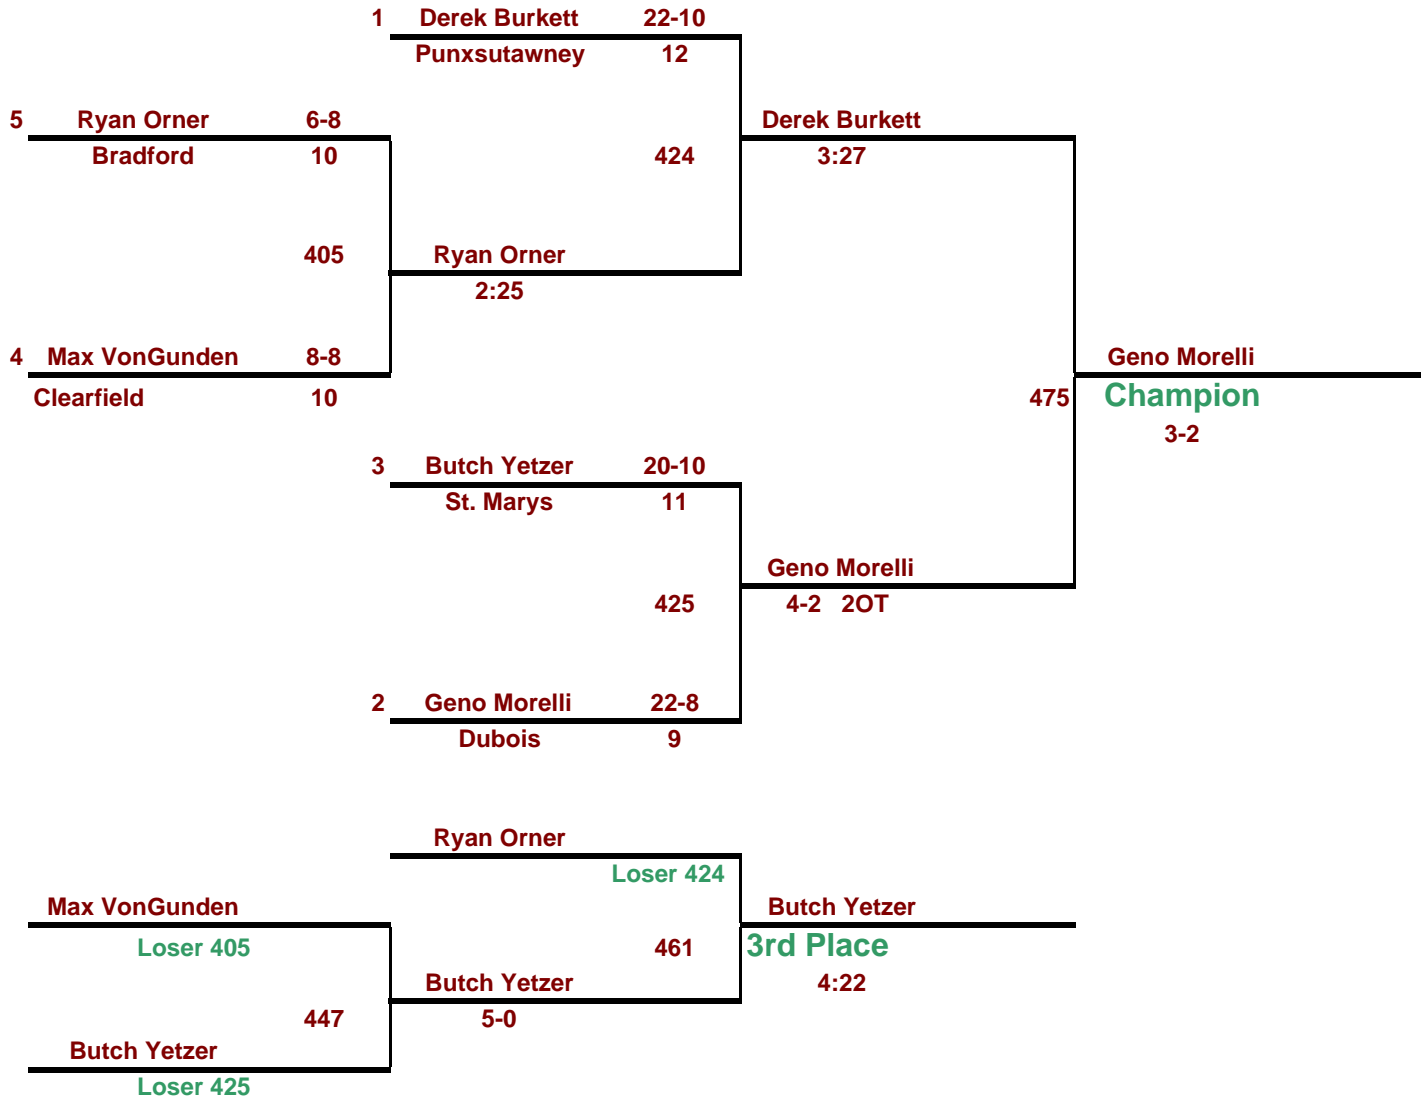 1 Derek Burkett 22-10
Punxsutawney 12
5 Ryan Orner 6-8 Derek Burkett
Bradford 10 424 3:27
405 Ryan Orner
2:25
4 Max VonGunden 8-8 Geno Morelli
Clearfield 10 475 Champion
3-2
3 Butch Yetzer 20-10
St. Marys 11
Geno Morelli
425 4-2 2OT
2 Geno Morelli 22-8
Dubois 9
Ryan Orner
Loser 424
Max VonGunden Butch Yetzer
Loser 405 461 3rd Place
Butch Yetzer 4:22
447 5-0
Butch Yetzer
Loser 425